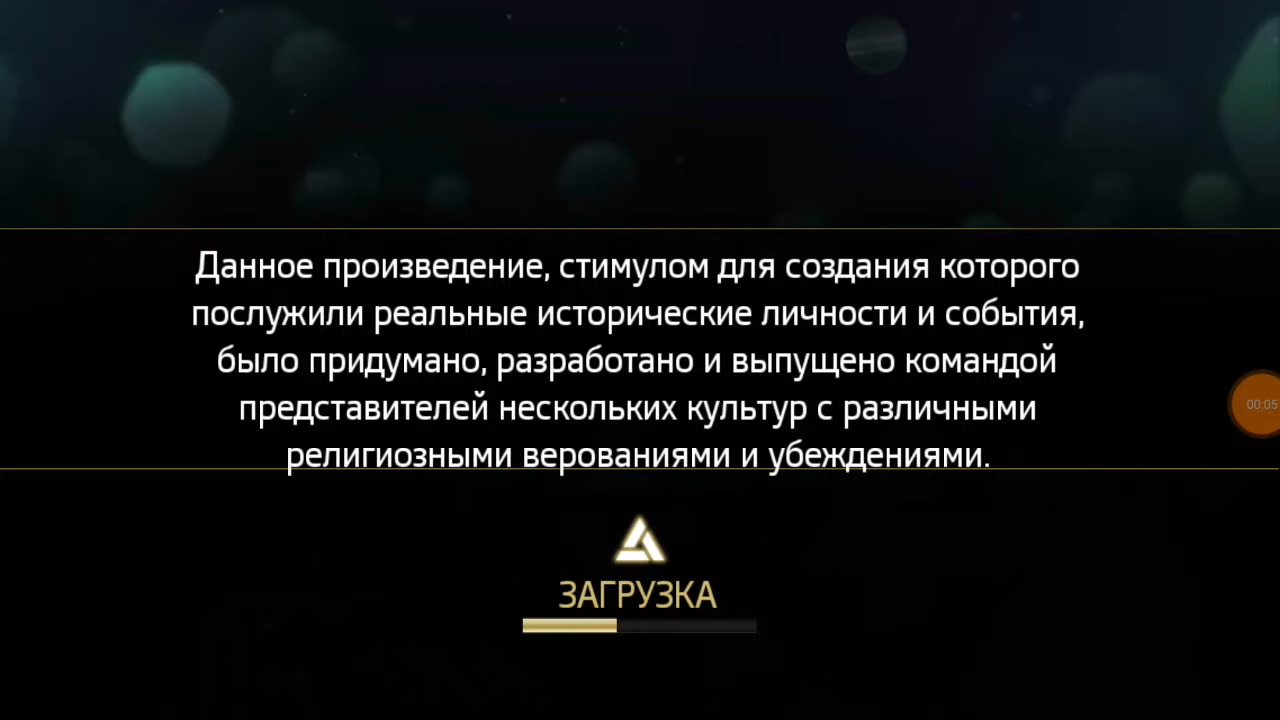 Данное произведение, стимулом для создания которого
послужили реальные исторические личности и события,
было придумано, разработано и выпущено командой
представителей нескольких культур с различными
религиозными верованиями и убеждениями.
00:05
ЗАГРУЗКА